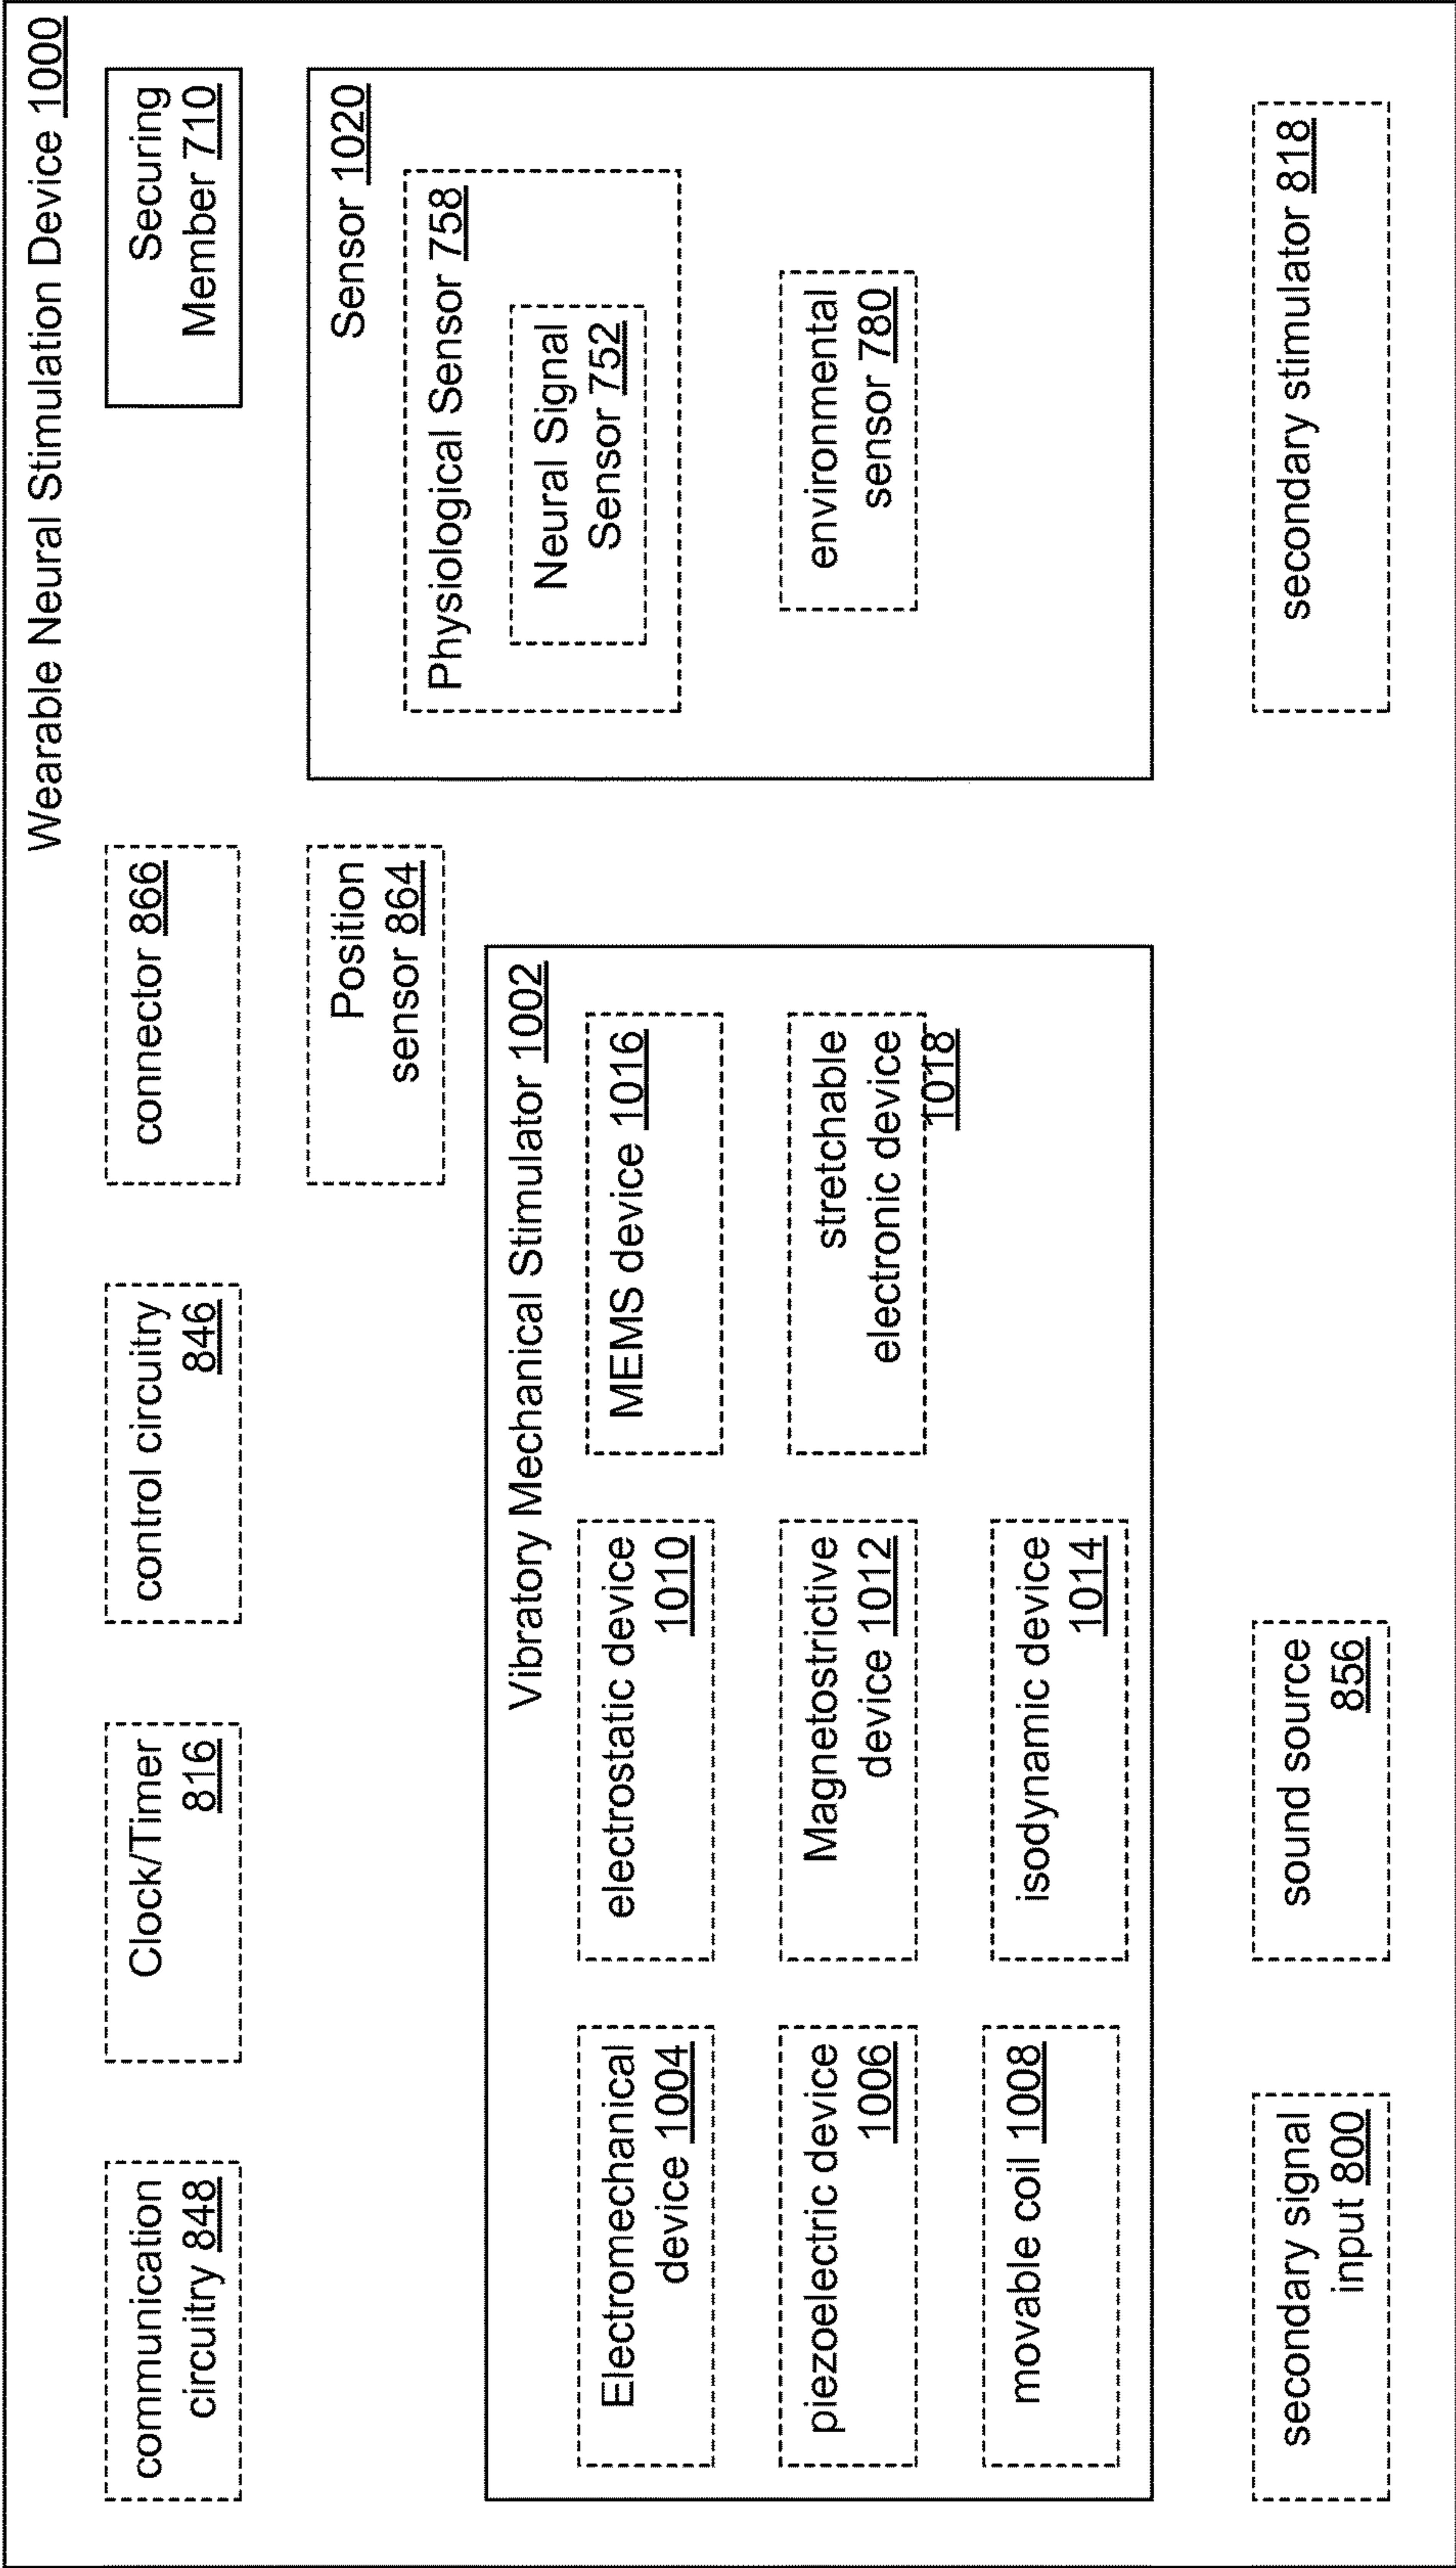 Wearable Neural Stimulation Device 1000
communication
circuitry 848
Clock/Timer
816
control circuitry
846
connector 866
Securing
Member 710
Position
sensor 864
Sensor 1020
Physiological Sensor 758
Neural Signal
Sensor 752
environmental
sensor 780
Vibratory Mechanical Stimulator 1002
Electromechanical
device 1004
electrostatic device
1010
MEMS device 1016
piezoelectric device
1006
Magnetostrictive
device 1012
stretchable
electronic device
1018
movable coil 1008
isodynamic device
1014
secondary signal
input 800
sound source
856
secondary stimulator 818